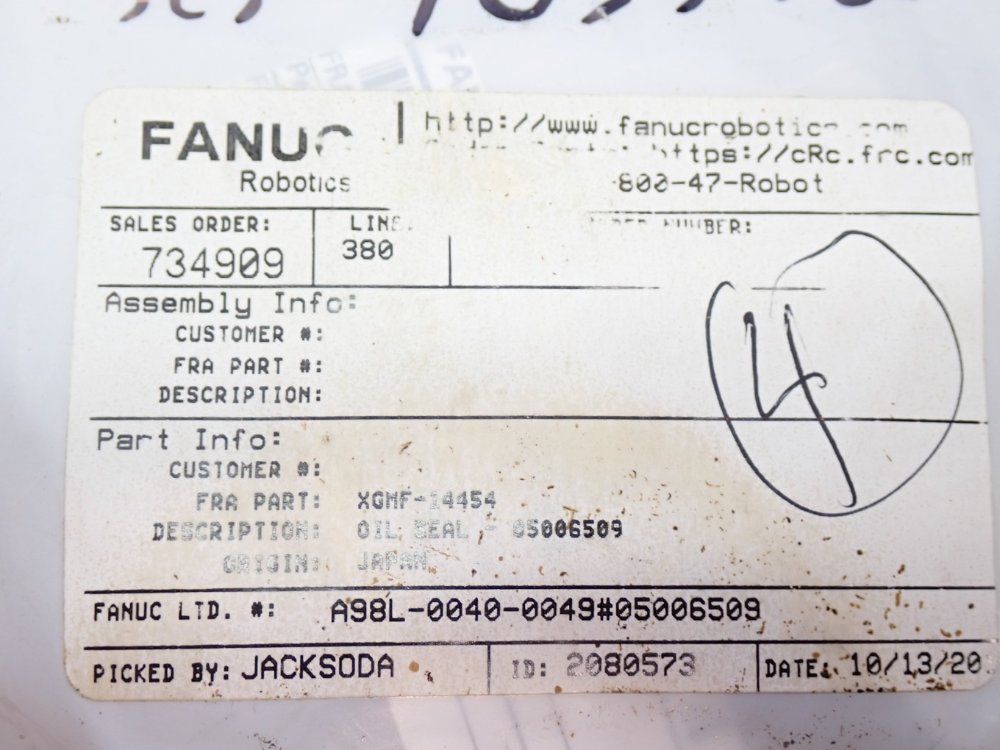 FANUC
Robotics
http://www.fanucrobotics.com
https://cRc.frc.com
800-47-Robot
SALES ORDER: LINE:
734909 380
NUMBER:
Assembly Info:
CUSTOMER #:
FRA PART #:
DESCRIPTION:
4
Part Info:
CUSTOMER #:
FRA PART: XGMF-14454
DESCRIPTION: OIL SEAL - 05006509
ORIGIN: JAPAN
FANUC LTD. #: A98L-0040-0049#05006509
PICKED BY: JACKSODA ID: 2080573 DATE: 10/13/20